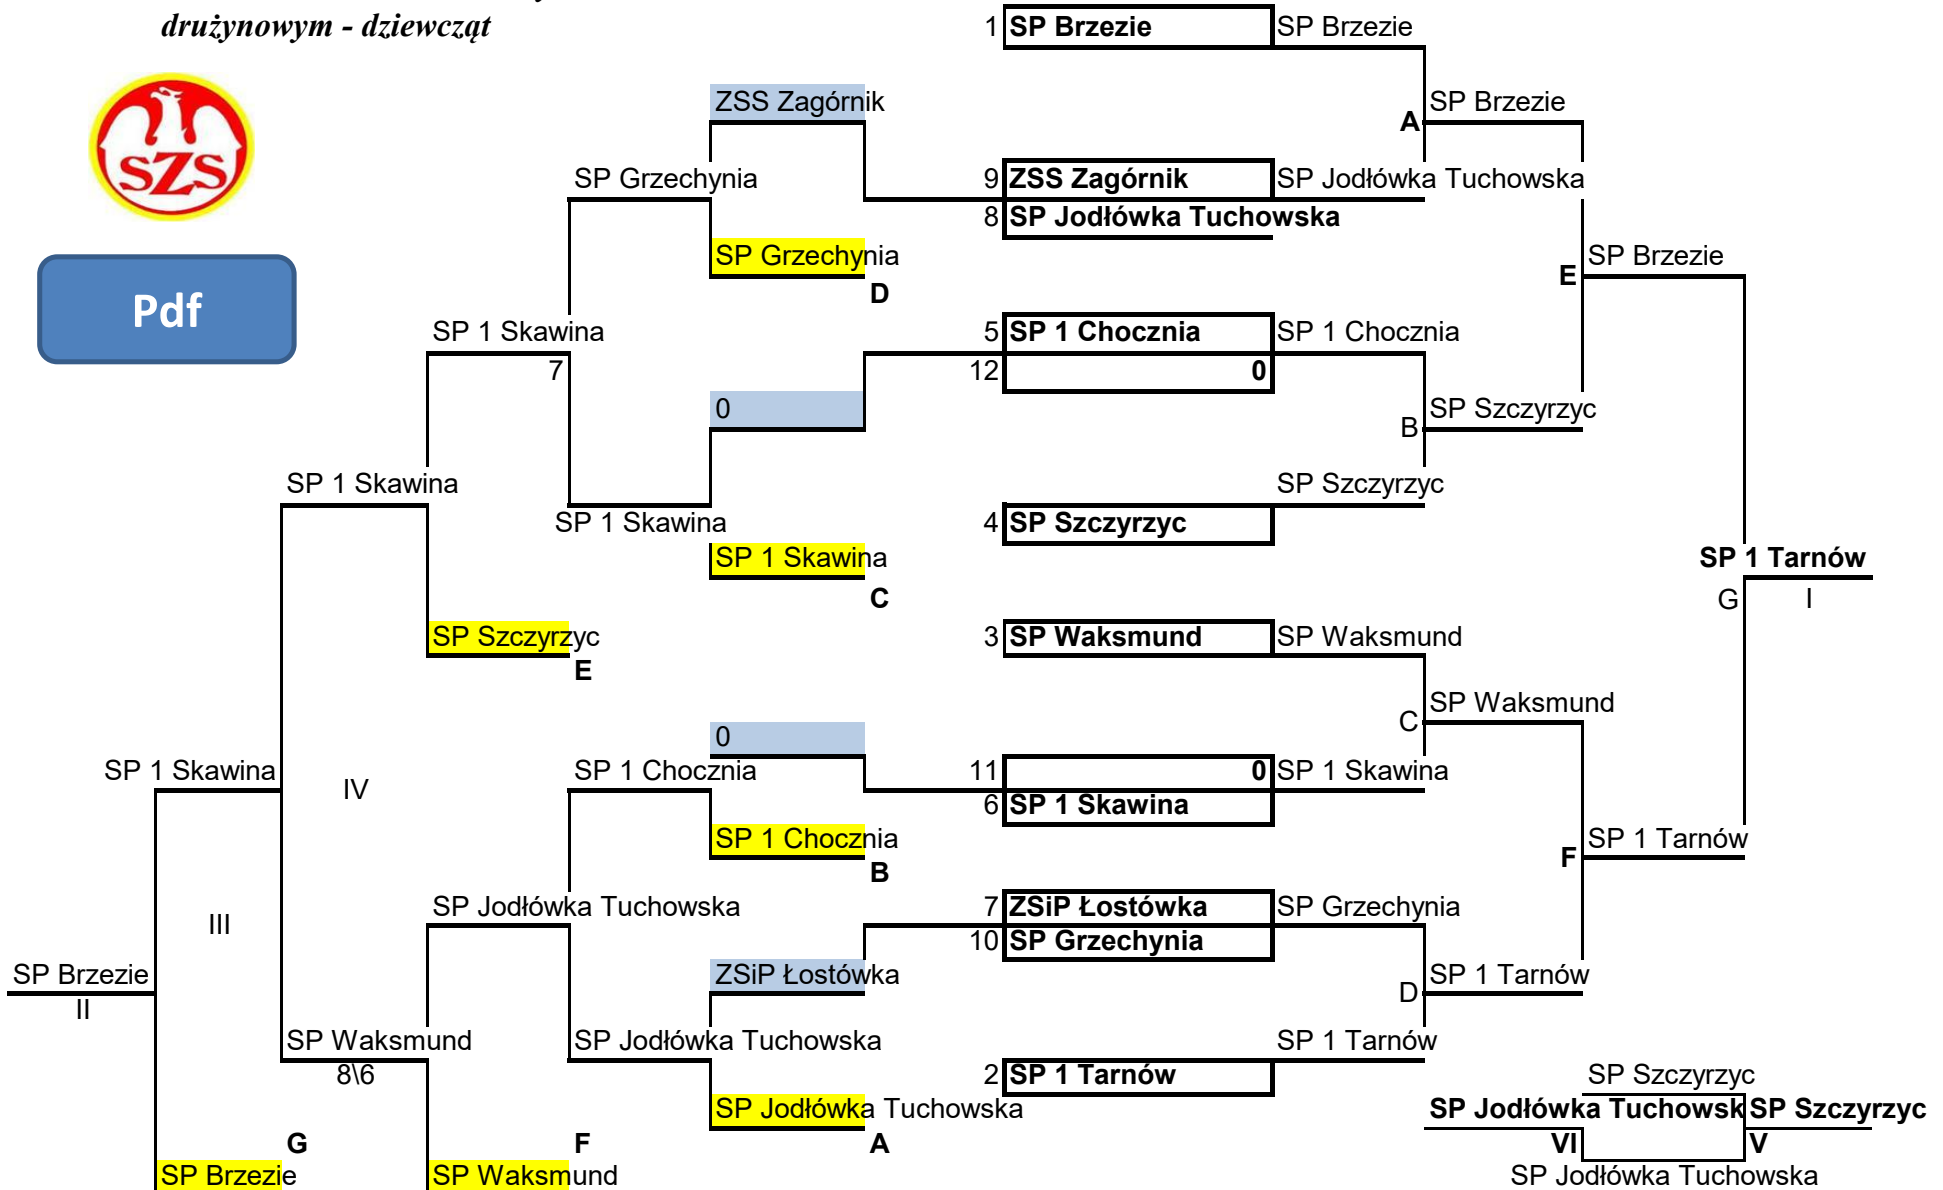 drużynowym - dziewcząt
1 SP Brzezie SP Brzezie
ZSS Zagórnik SP Brzezie
A
SZS
SP Grzechynia 9 ZSS Zagórnik SP Jodłówka Tuchowska
8 SP Jodłówka Tuchowska
SP Grzechynia SP Brzezie
E
D
Pdf
SP 1 Skawina 5 SP 1 Chocznia SP 1 Chocznia
7 12 0
0 SP Szczyrzyc
B
SP 1 Skawina SP Szczyrzyc
SP 1 Skawina 4 SP Szczyrzyc
SP 1 Skawina SP 1 Tarnów
C G I
SP Szczyrzyc 3 SP Waksmund SP Waksmund
E
SP Waksmund
0 C
SP 1 Skawina IV SP 1 Chocznia 11 0 SP 1 Skawina
6 SP 1 Skawina
SP 1 Chocznia SP 1 Tarnów
B F
III SP Jodłówka Tuchowska 7 ZSiP Łostówka SP Grzechynia
10 SP Grzechynia
SP Brzezie ZSiP Łostówka SP 1 Tarnów
II D
SP Waksmund SP Jodłówka Tuchowska SP 1 Tarnów
8\6 2 SP 1 Tarnów SP Szczyrzyc
SP Jodłówka Tuchowska SP Jodłówka Tuchowsk SP Szczyrzyc
G F A VI V
SP Brzezie SP Waksmund SP Jodłówka Tuchowska